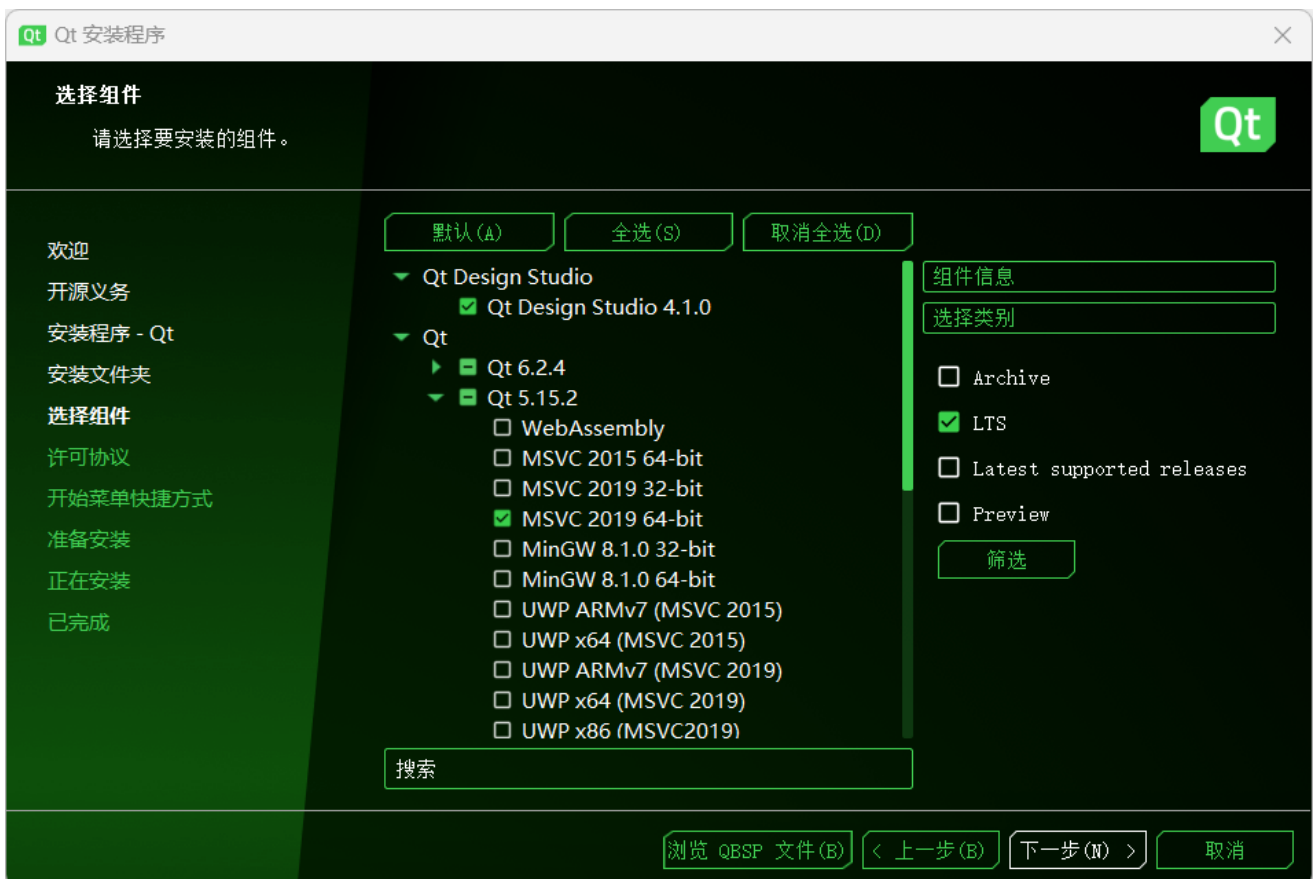 Qt Qt 安装程序
选择组件
请选择要安装的组件。
Qt
欢迎
开源义务
安装程序 - Qt
安装文件夹
选择组件
许可协议
开始菜单快捷方式
准备安装
正在安装
已完成
默认(A) 全选(S) 取消全选(D)
Qt Design Studio
Qt Design Studio 4.1.0
Qt
Qt 6.2.4
Qt 5.15.2
WebAssembly
MSVC 2015 64-bit
MSVC 2019 32-bit
MSVC 2019 64-bit
MinGW 8.1.0 32-bit
MinGW 8.1.0 64-bit
UWP ARMv7 (MSVC 2015)
UWP x64 (MSVC 2015)
UWP ARMv7 (MSVC 2019)
UWP x64 (MSVC 2019)
UWP x86 (MSVC2019)
搜索
组件信息
选择类别
Archive
LTS
Latest supported releases
Preview
筛选
浏览 QBSP 文件(B) < 上一步(B) 下一步(N) > 取消